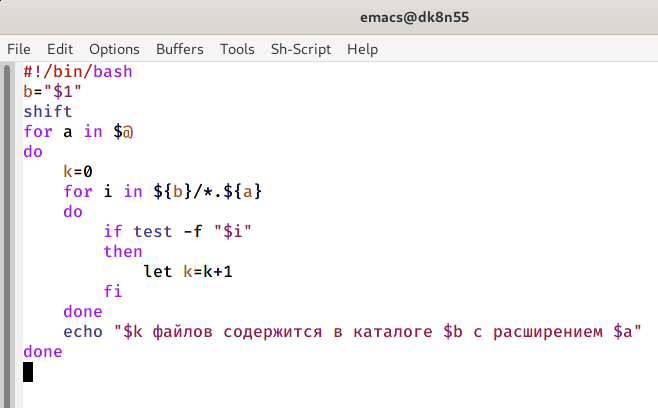 emacs@dk8n55
File Edit Options Buffers Tools Sh-Script Help
#!/bin/bash
b="$1"
shift
for a in $@
do
    k=0
    for i in ${b}/*.${a}
    do
        if test -f "$i"
        then
            let k=k+1
        fi
    done
    echo "$k файлов содержится в каталоге $b с расширением $a"
done